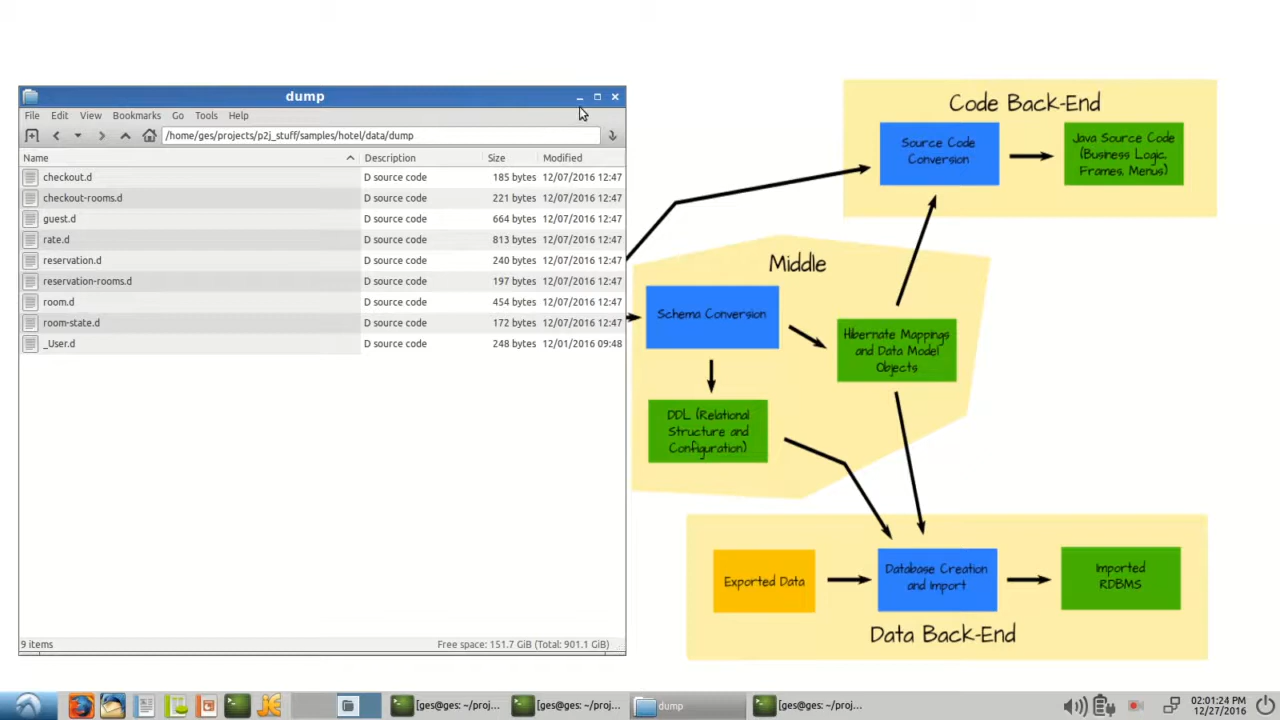 dump
File Edit View Bookmarks Go Tools Help
/home/ges/projects/p2j_stuff/samples/hotel/data/dump
Name Description Size Modified
checkout.d D source code 185 bytes 12/07/2016 12:47
checkout-rooms.d D source code 221 bytes 12/07/2016 12:47
guest.d D source code 664 bytes 12/07/2016 12:47
rate.d D source code 813 bytes 12/07/2016 12:47
reservation.d D source code 240 bytes 12/07/2016 12:47
reservation-rooms.d D source code 197 bytes 12/07/2016 12:47
room.d D source code 454 bytes 12/07/2016 12:47
room-state.d D source code 172 bytes 12/07/2016 12:47
_User.d D source code 248 bytes 12/01/2016 09:48
9 items Free space: 151.7 GiB (Total: 901.1 GiB)
Code Back-End
Source Code
Conversion
Java Source Code
(Business Logic,
Frames, Menus)
Middle
Schema Conversion
Hibernate Mappings
and Data Model
Objects
DDL (Relational
Structure and
Configuration)
Exported Data
Database Creation
and Import
Imported
RDBMS
Data Back-End
[ges@ges: ~/proj...
[ges@ges: ~/proj...
dump
[ges@ges: ~/proj...
02:01:24 PM
12/27/2016